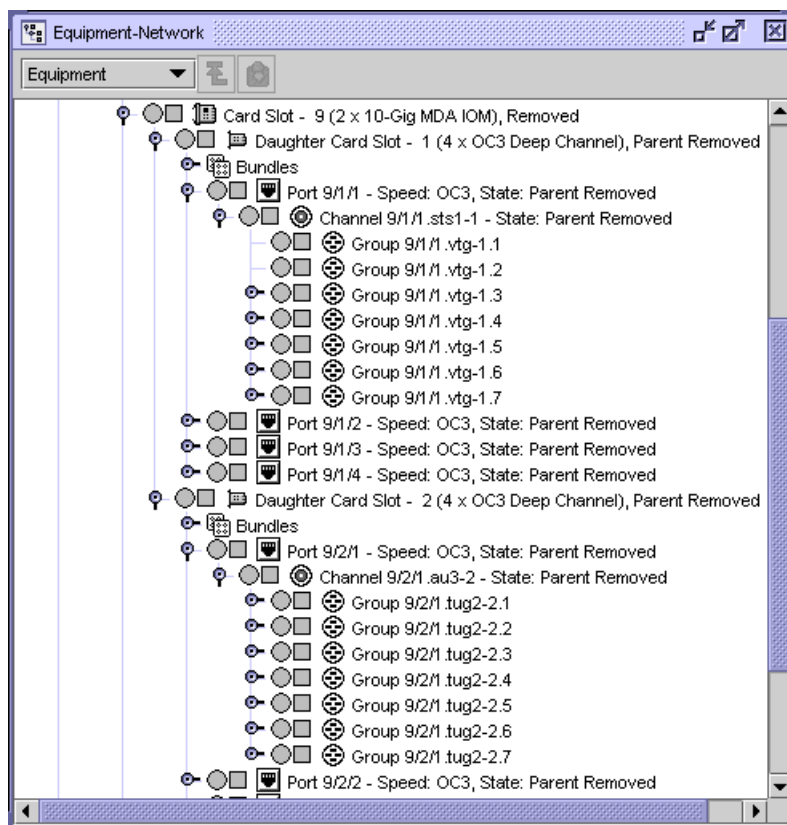 Equipment-Network
Equipment
Card Slot - 9 (2 x 10-Gig MDA IOM), Removed
Daughter Card Slot - 1 (4 x OC3 Deep Channel), Parent Removed
Bundles
Port 9/1/1 - Speed: OC3, State: Parent Removed
Channel 9/1/1.sts1-1 - State: Parent Removed
Group 9/1/1.vtg-1.1
Group 9/1/1.vtg-1.2
Group 9/1/1.vtg-1.3
Group 9/1/1.vtg-1.4
Group 9/1/1.vtg-1.5
Group 9/1/1.vtg-1.6
Group 9/1/1.vtg-1.7
Port 9/1/2 - Speed: OC3, State: Parent Removed
Port 9/1/3 - Speed: OC3, State: Parent Removed
Port 9/1/4 - Speed: OC3, State: Parent Removed
Daughter Card Slot - 2 (4 x OC3 Deep Channel), Parent Removed
Bundles
Port 9/2/1 - Speed: OC3, State: Parent Removed
Channel 9/2/1.au3-2 - State: Parent Removed
Group 9/2/1.tug2-2.1
Group 9/2/1.tug2-2.2
Group 9/2/1.tug2-2.3
Group 9/2/1.tug2-2.4
Group 9/2/1.tug2-2.5
Group 9/2/1.tug2-2.6
Group 9/2/1.tug2-2.7
Port 9/2/2 - Speed: OC3, State: Parent Removed